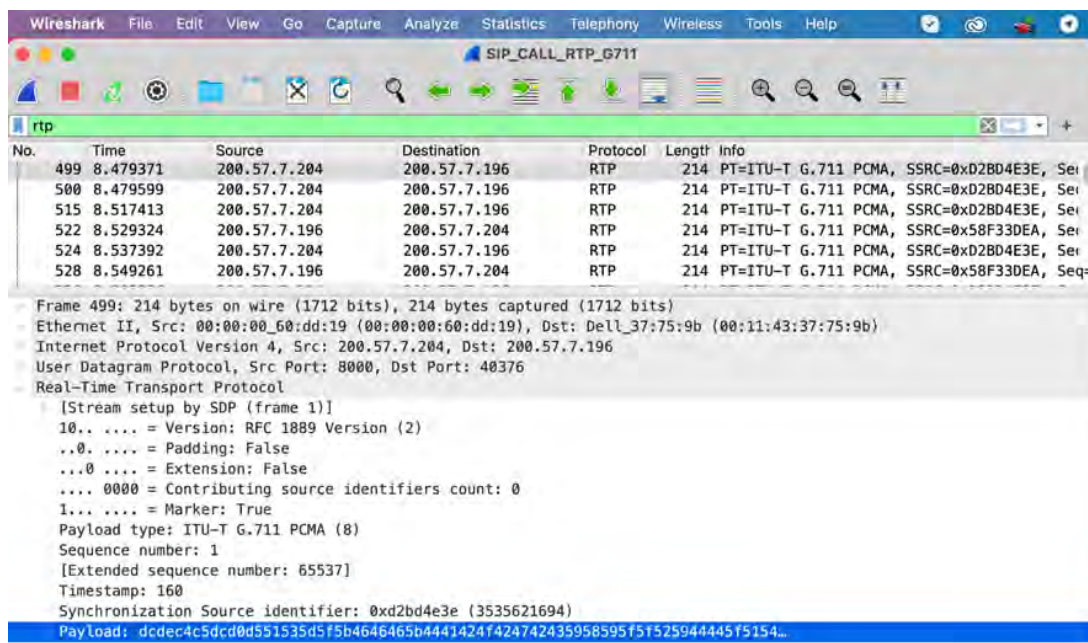 Wireshark File Edit View Go Capture Analyze Statistics Telephony Wireless Tools Help
SIP_CALL_RTP_G711
rtp
No. Time Source Destination Protocol Length Info
499 8.479371 200.57.7.204 200.57.7.196 RTP 214 PT=ITU-T G.711 PCMA, SSRC=0xD2BD4E3E, Se
500 8.479599 200.57.7.204 200.57.7.196 RTP 214 PT=ITU-T G.711 PCMA, SSRC=0xD2BD4E3E, Se
515 8.517413 200.57.7.204 200.57.7.196 RTP 214 PT=ITU-T G.711 PCMA, SSRC=0xD2BD4E3E, Se
522 8.529324 200.57.7.196 200.57.7.204 RTP 214 PT=ITU-T G.711 PCMA, SSRC=0x58F33DEA, Se
524 8.537392 200.57.7.204 200.57.7.196 RTP 214 PT=ITU-T G.711 PCMA, SSRC=0xD2BD4E3E, Se
528 8.549261 200.57.7.196 200.57.7.204 RTP 214 PT=ITU-T G.711 PCMA, SSRC=0x58F33DEA, Seq=
Frame 499: 214 bytes on wire (1712 bits), 214 bytes captured (1712 bits)
Ethernet II, Src: 00:00:00_60:dd:19 (00:00:00:60:dd:19), Dst: Dell_37:75:9b (00:11:43:37:75:9b)
Internet Protocol Version 4, Src: 200.57.7.204, Dst: 200.57.7.196
User Datagram Protocol, Src Port: 8000, Dst Port: 40376
Real-Time Transport Protocol
[Stream setup by SDP (frame 1)]
10.. .... = Version: RFC 1889 Version (2)
..0. .... = Padding: False
...0 .... = Extension: False
.... 0000 = Contributing source identifiers count: 0
1... .... = Marker: True
Payload type: ITU-T G.711 PCMA (8)
Sequence number: 1
[Extended sequence number: 65537]
Timestamp: 160
Synchronization Source identifier: 0xd2bd4e3e (3535621694)
Payload: dcdec4c5dcd0d551535d5f5b4646465b4441424f424742435958595f5f525944445f5154…